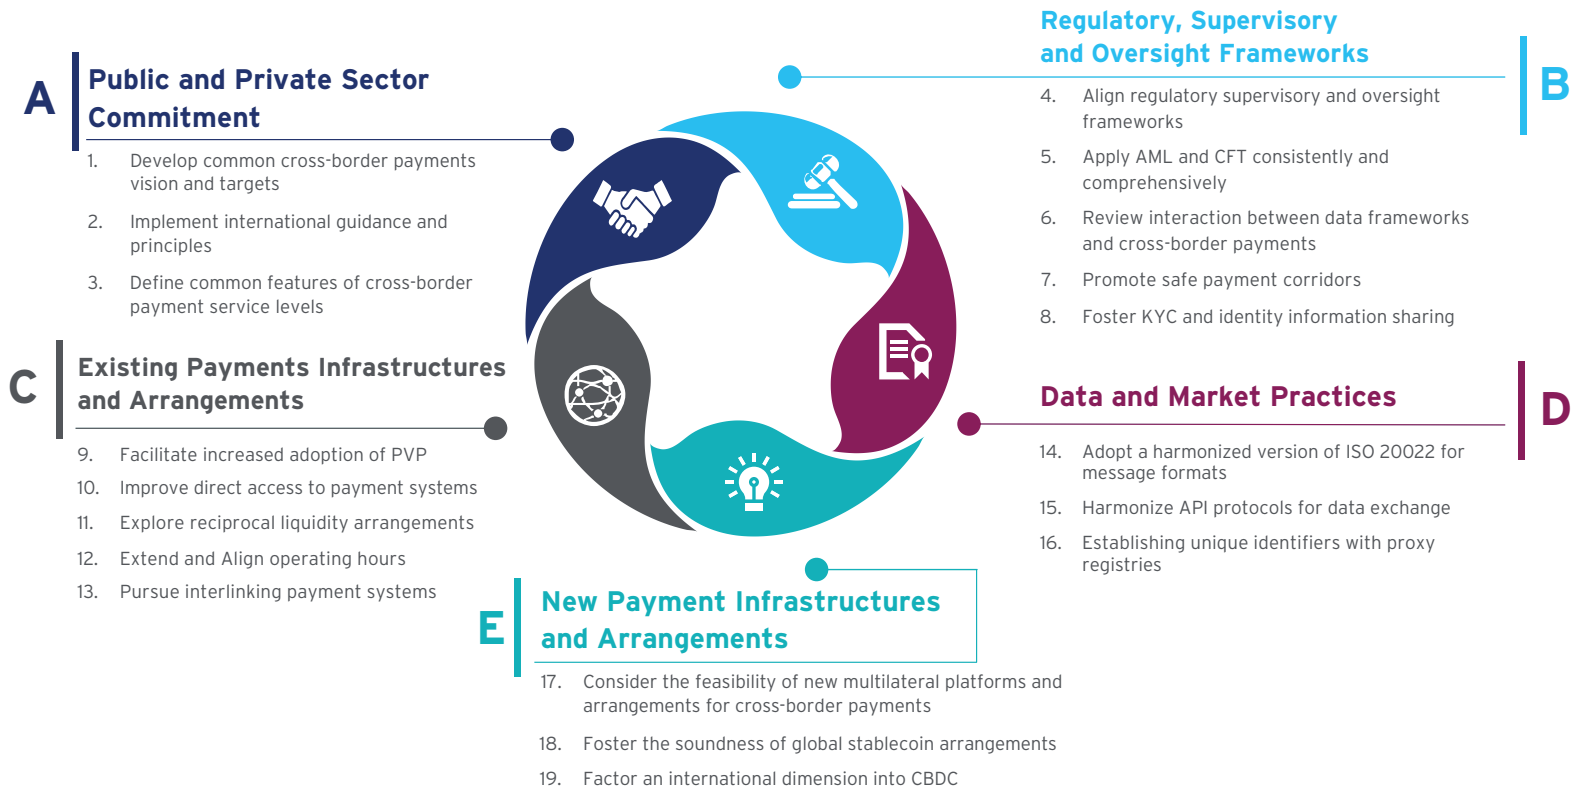 A
Public and Private Sector
Commitment
1. Develop common cross-border payments
vision and targets
2. Implement international guidance and
principles
3. Define common features of cross-border
payment service levels
Regulatory, Supervisory
and Oversight Frameworks
B
4. Align regulatory supervisory and oversight
frameworks
5. Apply AML and CFT consistently and
comprehensively
6. Review interaction between data frameworks
and cross-border payments
7. Promote safe payment corridors
8. Foster KYC and identity information sharing
C
Existing Payments Infrastructures
and Arrangements
9. Facilitate increased adoption of PVP
10. Improve direct access to payment systems
11. Explore reciprocal liquidity arrangements
12. Extend and Align operating hours
13. Pursue interlinking payment systems
Data and Market Practices
D
14. Adopt a harmonized version of ISO 20022 for
message formats
15. Harmonize API protocols for data exchange
16. Establishing unique identifiers with proxy
registries
E
New Payment Infrastructures
and Arrangements
17. Consider the feasibility of new multilateral platforms and
arrangements for cross-border payments
18. Foster the soundness of global stablecoin arrangements
19. Factor an international dimension into CBDC